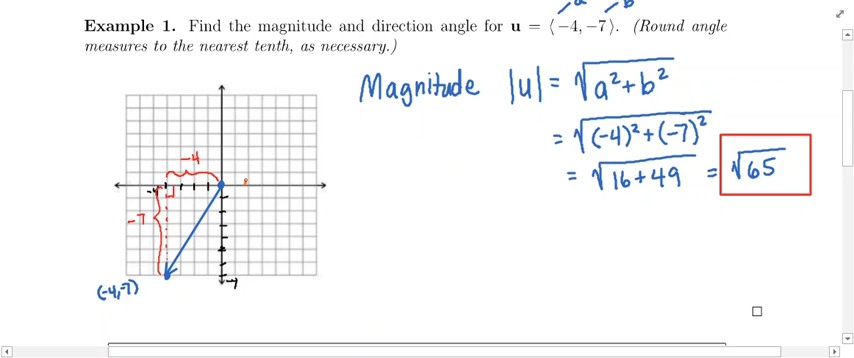 a b
Example 1. Find the magnitude and direction angle for u = ⟨−4, −7⟩. (Round angle
measures to the nearest tenth, as necessary.)
Magnitude |u| = √(a² + b²)
= √((-4)² + (-7)²)
= √(16 + 49) = √65
-4
-4
-7
(-4,-7)
-7